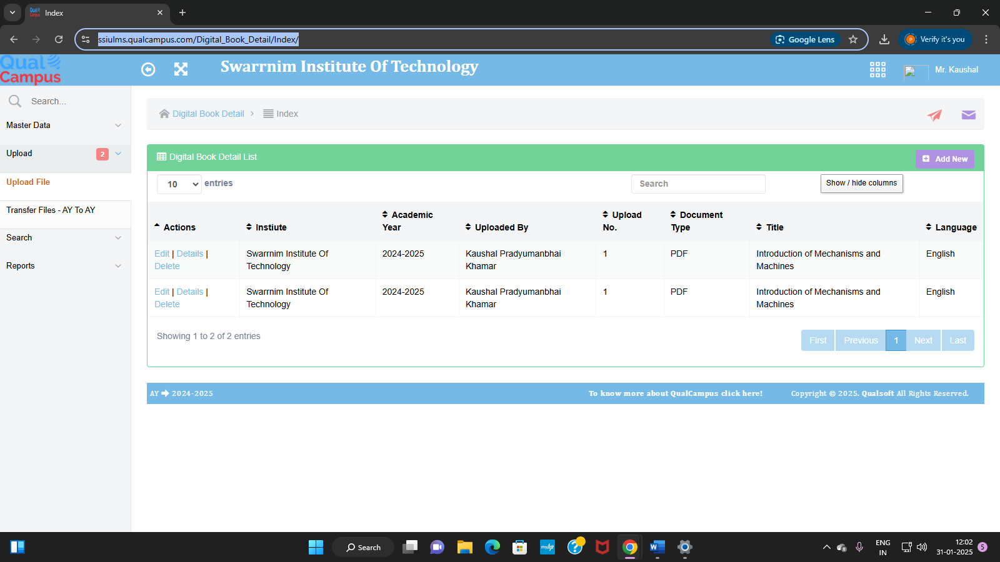 Qual Campus
Index
ssiulms.qualcampus.com/Digital_Book_Detail/Index/
Google Lens
P
Verify it's you
Qual
Campus
Swarrnim Institute Of Technology
Mr. Kaushal
Search...
Master Data
Upload
2
Upload File
Transfer Files - AY To AY
Search
Reports
Digital Book Detail
Index
Digital Book Detail List
Add New
10
entries
Search
Show / hide columns
Actions
Instiute
Academic
Year
Uploaded By
Upload
No.
Document
Type
Title
Language
Edit | Details |
Delete
Swarrnim Institute Of
Technology
2024-2025
Kaushal Pradyumanbhai
Khamar
1
PDF
Introduction of Mechanisms and
Machines
English
Edit | Details |
Delete
Swarrnim Institute Of
Technology
2024-2025
Kaushal Pradyumanbhai
Khamar
1
PDF
Introduction of Mechanisms and
Machines
English
Showing 1 to 2 of 2 entries
First
Previous
1
Next
Last
AY 2024-2025
To know more about QualCampus click here!
Copyright © 2025. Qualsoft All Rights Reserved.
Search
myhp
?
W
ENG
IN
12:02
31-01-2025
5